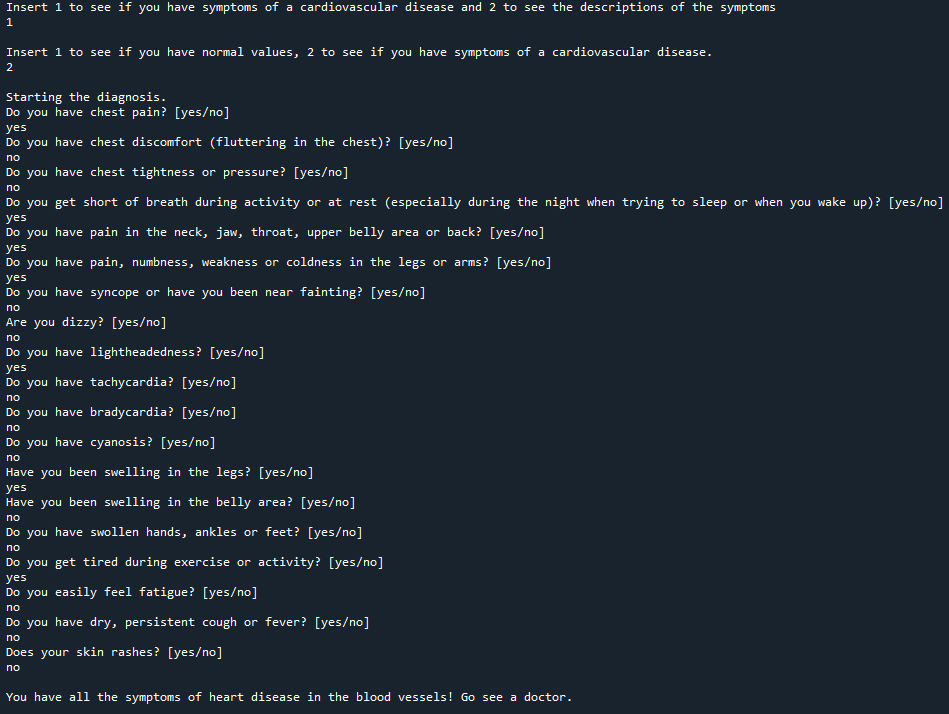 Insert 1 to see if you have symptoms of a cardiovascular disease and 2 to see the descriptions of the symptoms
1
Insert 1 to see if you have normal values, 2 to see if you have symptoms of a cardiovascular disease.
2
Starting the diagnosis.
Do you have chest pain? [yes/no]
yes
Do you have chest discomfort (fluttering in the chest)? [yes/no]
no
Do you have chest tightness or pressure? [yes/no]
no
Do you get short of breath during activity or at rest (especially during the night when trying to sleep or when you wake up)? [yes/no]
yes
Do you have pain in the neck, jaw, throat, upper belly area or back? [yes/no]
yes
Do you have pain, numbness, weakness or coldness in the legs or arms? [yes/no]
yes
Do you have syncope or have you been near fainting? [yes/no]
no
Are you dizzy? [yes/no]
no
Do you have lightheadedness? [yes/no]
yes
Do you have tachycardia? [yes/no]
no
Do you have bradycardia? [yes/no]
no
Do you have cyanosis? [yes/no]
no
Have you been swelling in the legs? [yes/no]
yes
Have you been swelling in the belly area? [yes/no]
no
Do you have swollen hands, ankles or feet? [yes/no]
no
Do you get tired during exercise or activity? [yes/no]
yes
Do you easily feel fatigue? [yes/no]
no
Do you have dry, persistent cough or fever? [yes/no]
no
Does your skin rashes? [yes/no]
no
You have all the symptoms of heart disease in the blood vessels! Go see a doctor.